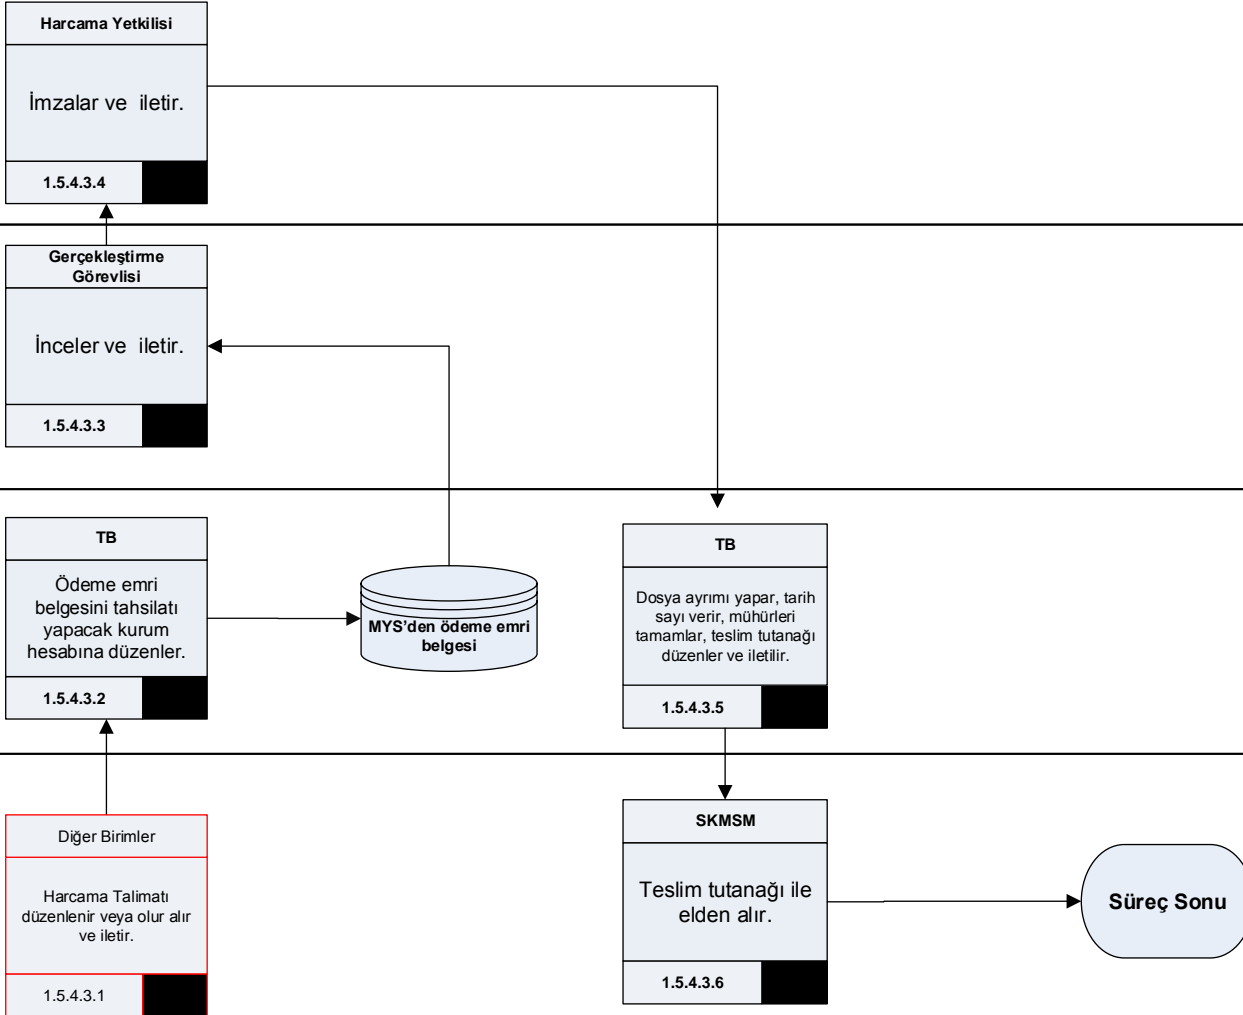 Harcama Yetkilisi
İmzalar ve  iletir.
1.5.4.3.4
Gerçekleştirme
Görevlisi
İnceler ve  iletir.
1.5.4.3.3
TB
Ödeme emri
belgesini tahsilatı
yapacak kurum
hesabına düzenler.
1.5.4.3.2
MYS'den ödeme emri
belgesi
TB
Dosya ayrımı yapar, tarih
sayı verir, mühürleri
tamamlar, teslim tutanağı
düzenler ve iletilir.
1.5.4.3.5
Diğer Birimler
Harcama Talimatı
düzenlenir veya olur alır
ve iletir.
1.5.4.3.1
SKMSM
Teslim tutanağı ile
elden alır.
1.5.4.3.6
Süreç Sonu